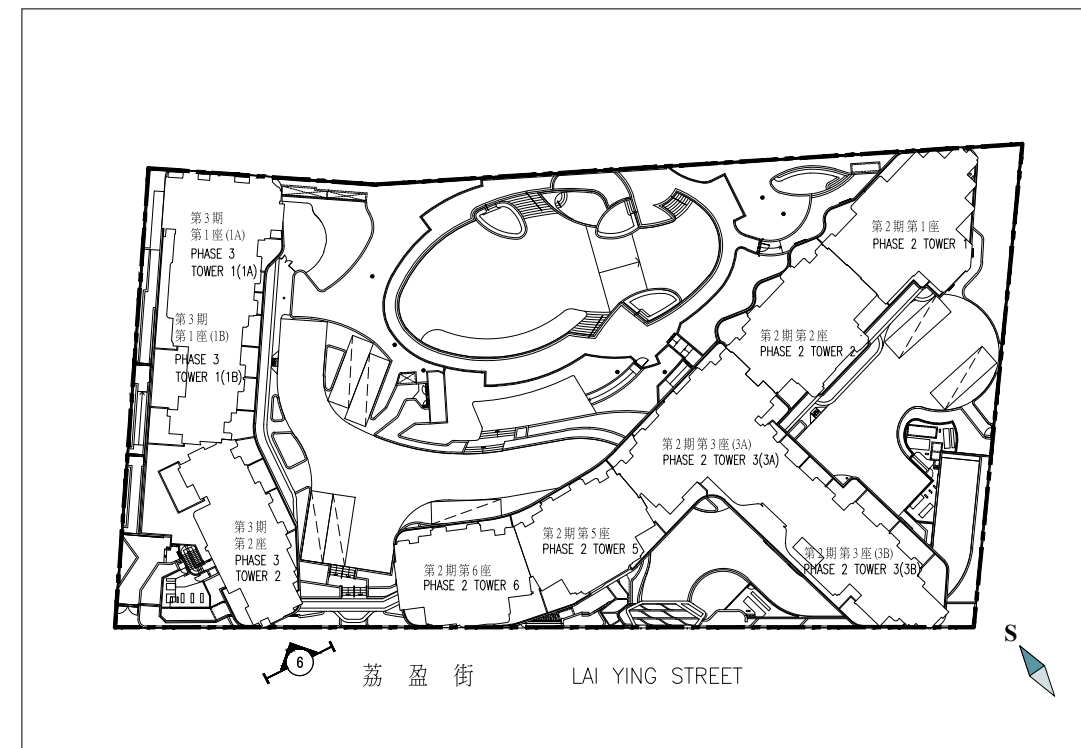 第3期
第1座(1A)
PHASE 3
TOWER 1(1A)
第3期
第1座(1B)
PHASE 3
TOWER 1(1B)
第3期
第2座
PHASE 3
TOWER 2
第2期第1座
PHASE 2 TOWER 1
第2期第2座
PHASE 2 TOWER 2
第2期第3座(3A)
PHASE 2 TOWER 3(3A)
第2期第5座
PHASE 2 TOWER 5
第2期第3座(3B)
PHASE 2 TOWER 3(3B)
第2期第6座
PHASE 2 TOWER 6
6
荔盈街 LAI YING STREET
S